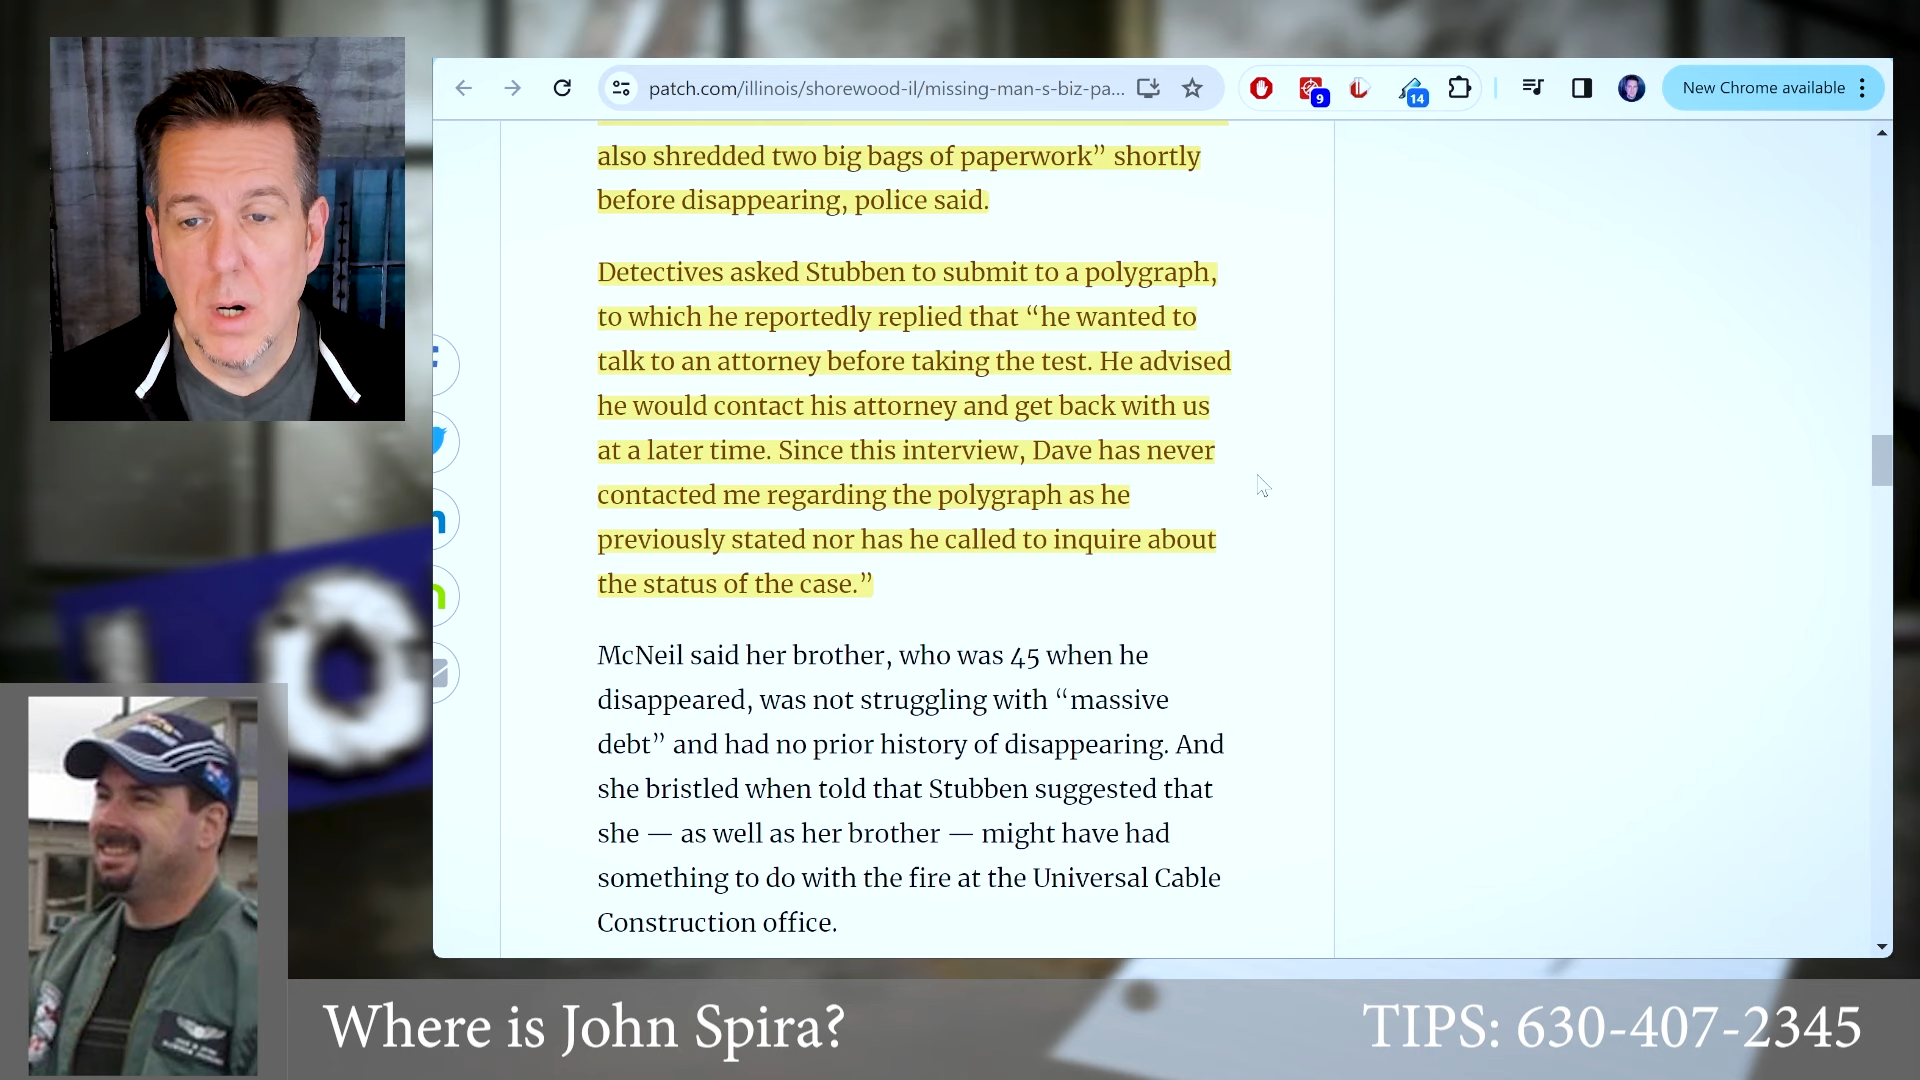 patch.com/illinois/shorewood-il/missing-man-s-biz-pa...
9
14
New Chrome available
also shredded two big bags of paperwork” shortly
before disappearing, police said.
Detectives asked Stubben to submit to a polygraph,
to which he reportedly replied that “he wanted to
talk to an attorney before taking the test. He advised
he would contact his attorney and get back with us
at a later time. Since this interview, Dave has never
contacted me regarding the polygraph as he
previously stated nor has he called to inquire about
the status of the case.”
McNeil said her brother, who was 45 when he
disappeared, was not struggling with “massive
debt” and had no prior history of disappearing. And
she bristled when told that Stubben suggested that
she — as well as her brother — might have had
something to do with the fire at the Universal Cable
Construction office.
Where is John Spira?
TIPS: 630-407-2345